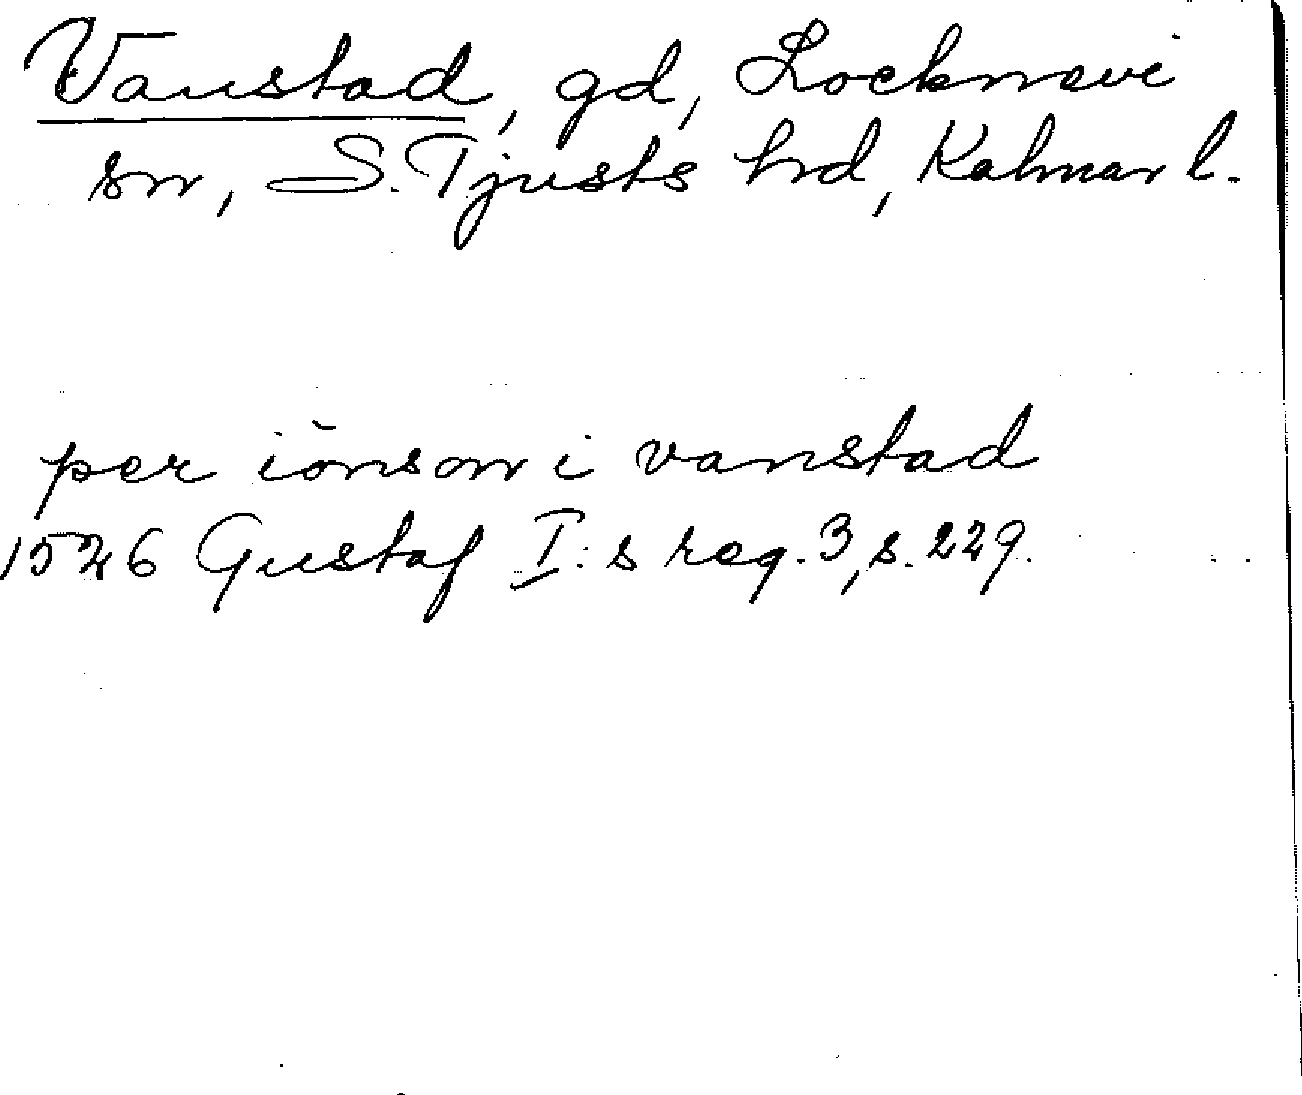 Vanstad, gd, Locknevi
sn, S. Tjusts hd, Kalmar l.
per iönson i vanstad
1526 Gustaf I:s reg. 3, s. 229.